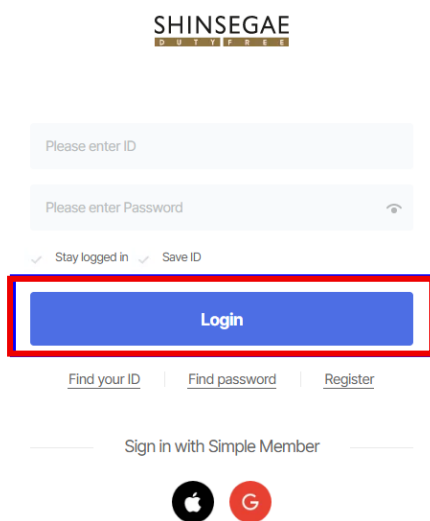 SHINSEGAE
DUTY FREE
Please enter ID
Please enter Password
Stay logged in Save ID
Login
Find your ID Find password Register
Sign in with Simple Member
G